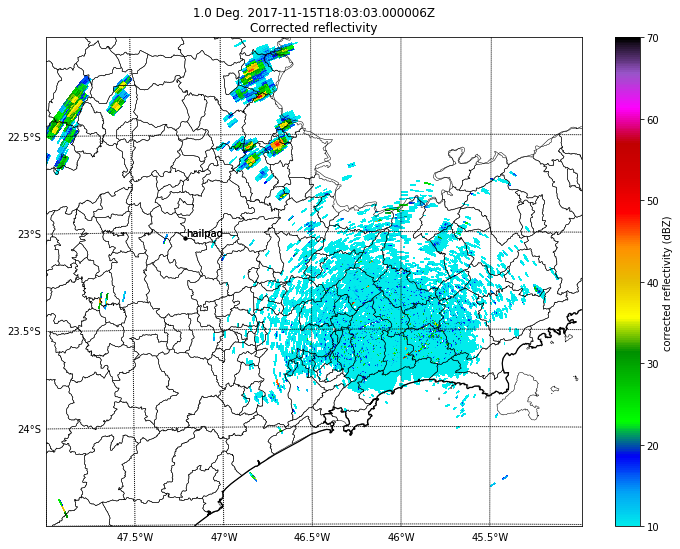 1.0 Deg. 2017-11-15T18:03:03.000006Z
Corrected reflectivity
70
60
50
40
30
20
10
corrected reflectivity (dBZ)
22.5°S
23°S
23.5°S
24°S
hailpad
47.5°W
47°W
46.5°W
46°W
45.5°W